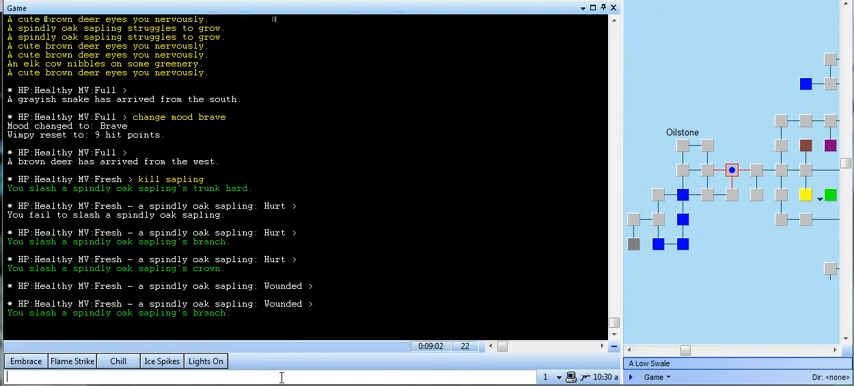 Game
A cute brown deer eyes you nervously.
A spindly oak sapling struggles to grow.
A spindly oak sapling struggles to grow.
A cute brown deer eyes you nervously.
A cute brown deer eyes you nervously.
An elk cow nibbles on some greenery.
A cute brown deer eyes you nervously.
* HP:Healthy MV:Full >
A grayish snake has arrived from the south.
* HP:Healthy MV:Full > change mood brave
Mood changed to: Brave
Wimpy reset to: 9 hit points.
* HP:Healthy MV:Full >
A brown deer has arrived from the west.
* HP:Healthy MV:Fresh > kill sapling
You slash a spindly oak sapling's trunk hard.
* HP:Healthy MV:Fresh - a spindly oak sapling: Hurt >
You fail to slash a spindly oak sapling.
* HP:Healthy MV:Fresh - a spindly oak sapling: Hurt >
You slash a spindly oak sapling's branch.
* HP:Healthy MV:Fresh - a spindly oak sapling: Hurt >
You slash a spindly oak sapling's crown.
* HP:Healthy MV:Fresh - a spindly oak sapling: Wounded >
* HP:Healthy MV:Fresh - a spindly oak sapling: Wounded >
You slash a spindly oak sapling's branch.
0:09:02 22
Embrace Flame Strike Chill Ice Spikes Lights On
1 10:30 a
Oilstone
A Low Swale
Game Dir: <none>